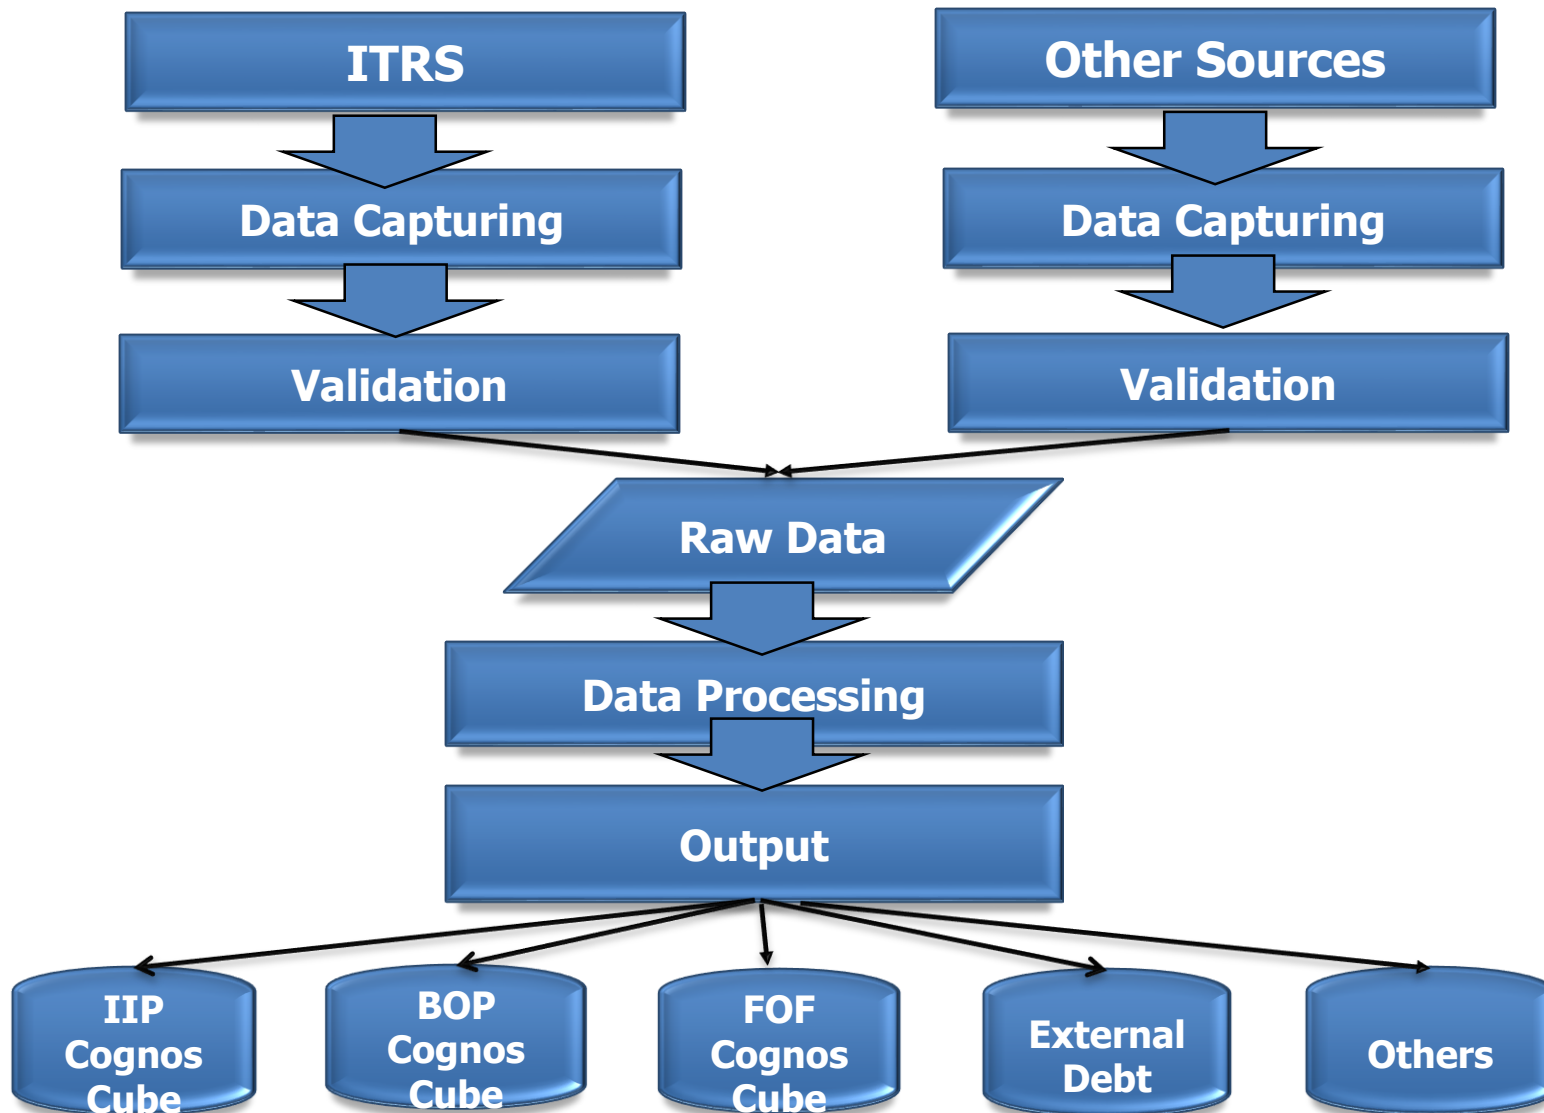 ITRS
Other Sources
Data Capturing
Data Capturing
Validation
Validation
Raw Data
Data Processing
Output
IIP
Cognos
Cube
BOP
Cognos
Cube
FOF
Cognos
Cube
External
Debt
Others